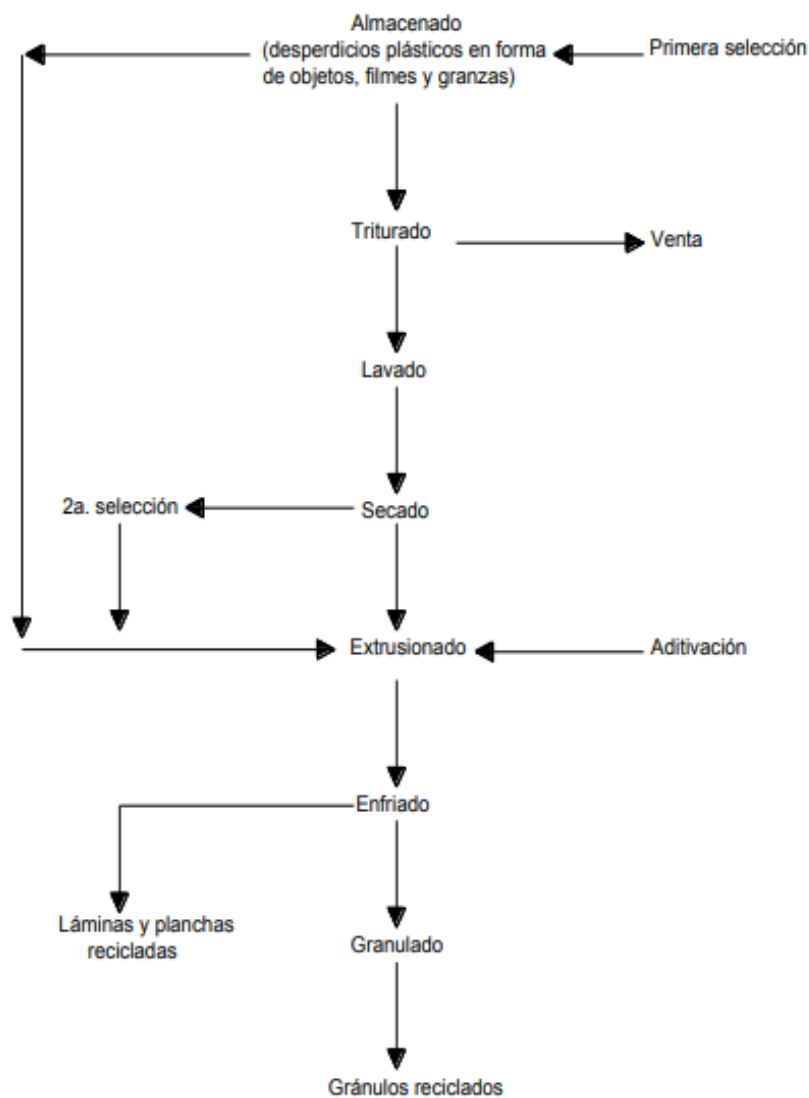 Almacenado
(desperdicios plásticos en forma
de objetos, filmes y granzas)
Primera selección
Triturado
Venta
Lavado
2a. selección
Secado
Extrusionado
Aditivación
Enfriado
Láminas y planchas
recicladas
Granulado
Gránulos reciclados